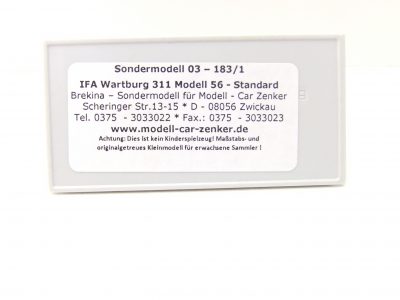 Sondermodell 03 – 183/1
IFA Wartburg 311 Modell 56 - Standard
Brekina – Sondermodell für Modell - Car Zenker
Scheringer Str.13-15 * D - 08056 Zwickau
Tel. 0375 - 3033022 * Fax.: 0375 - 3033023
www.modell-car-zenker.de
Achtung: Dies ist kein Kinderspielzeug! Maßstabs- und
originalgetreues Kleinmodell für erwachsene Sammler !